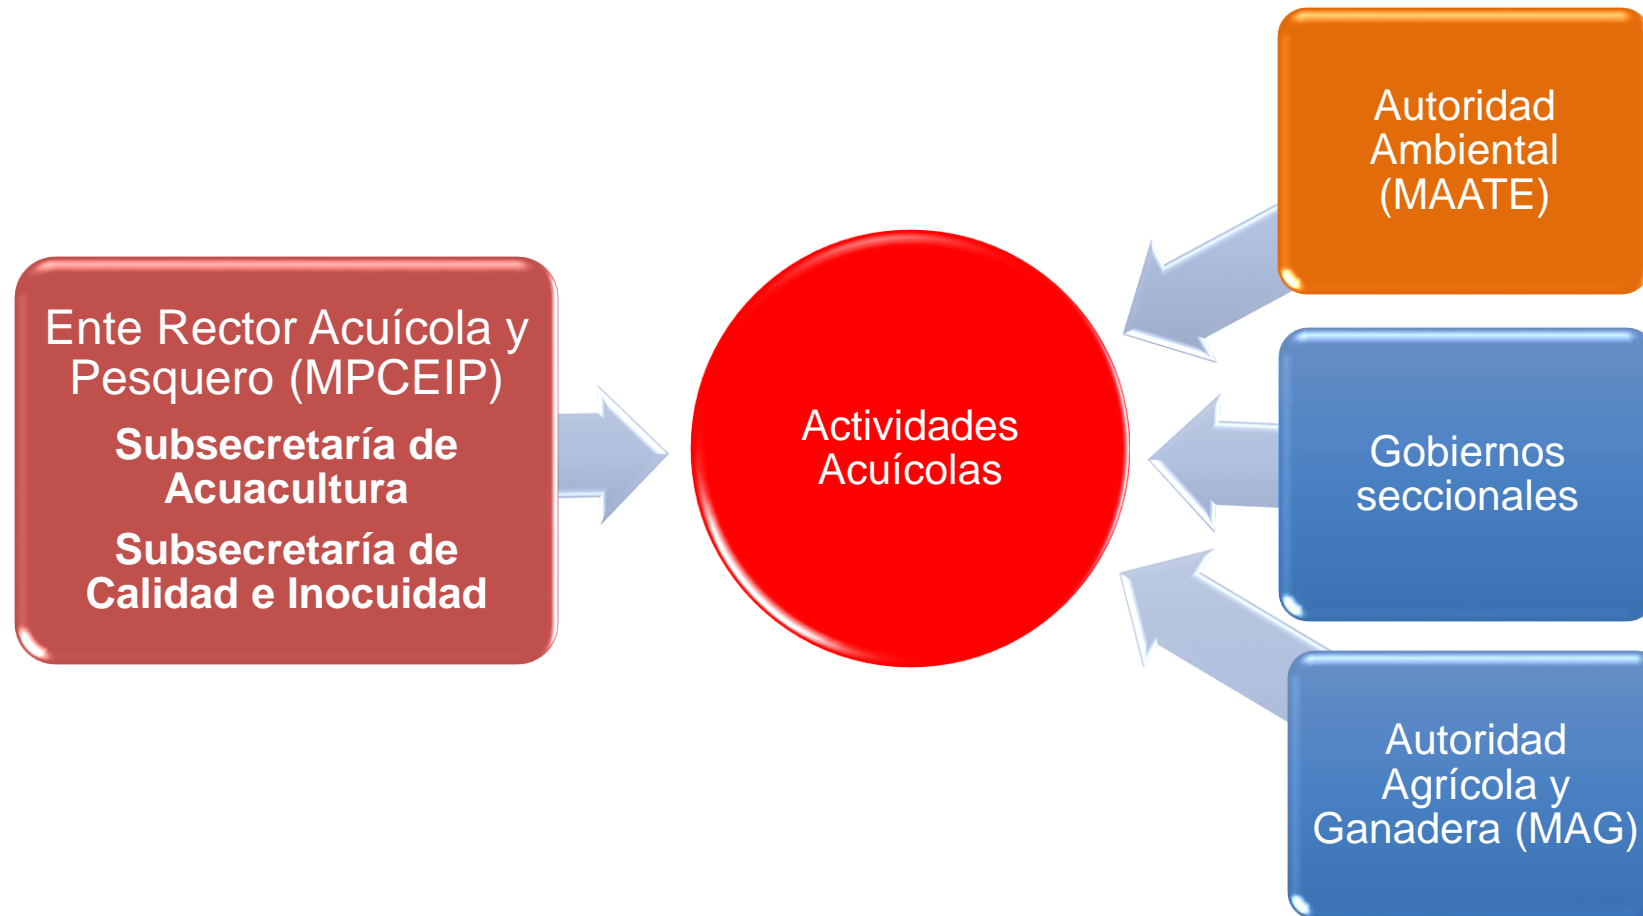 Ente Rector Acuícola y
Pesquero (MPCEIP)
Subsecretaría de
Acuacultura
Subsecretaría de
Calidad e Inocuidad
Actividades
Acuícolas
Autoridad
Ambiental
(MAATE)
Gobiernos
seccionales
Autoridad
Agrícola y
Ganadera (MAG)